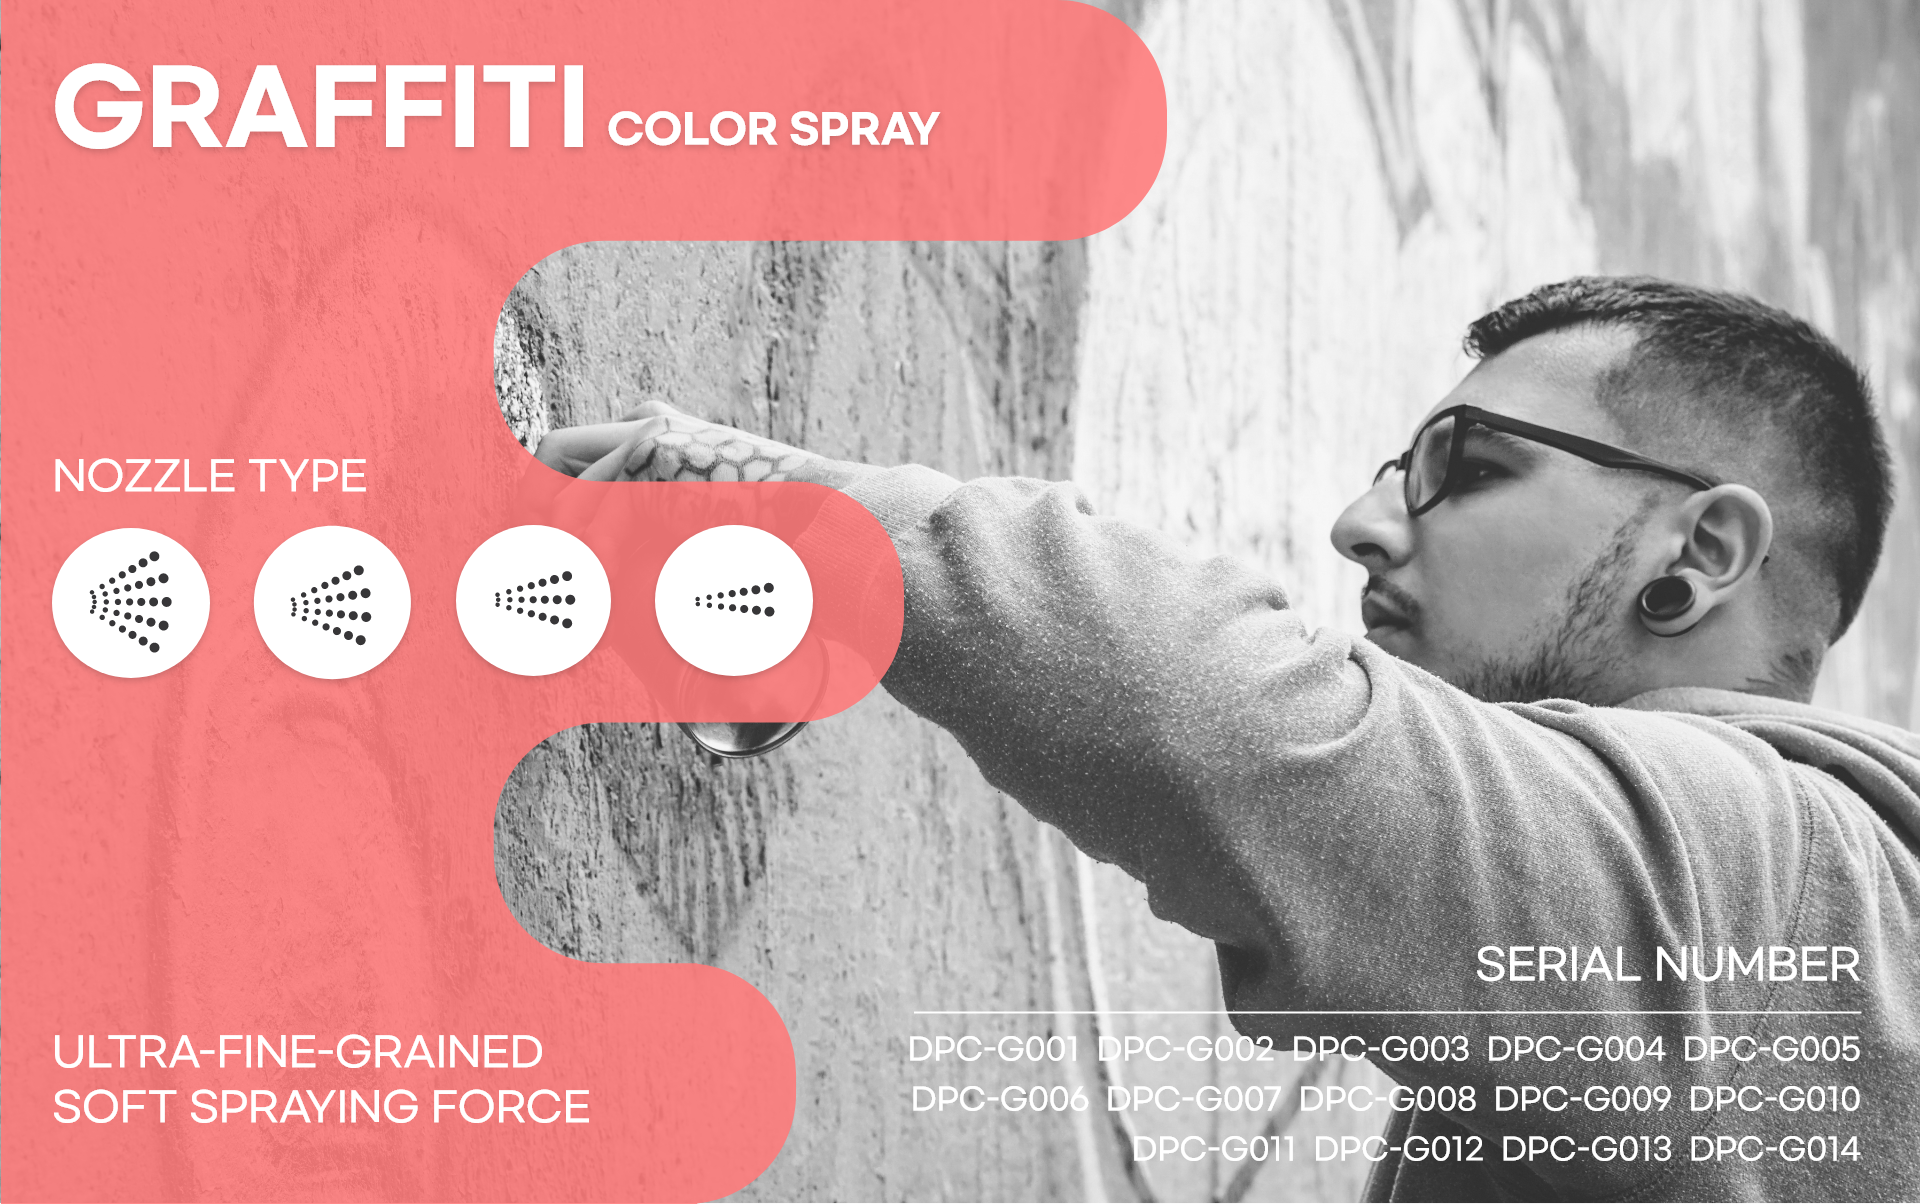 GRAFFITI COLOR SPRAY
NOZZLE TYPE
ULTRA-FINE-GRAINED
SOFT SPRAYING FORCE
SERIAL NUMBER
DPC-G001 DPC-G002 DPC-G003 DPC-G004 DPC-G005
DPC-G006 DPC-G007 DPC-G008 DPC-G009 DPC-G010
DPC-G011 DPC-G012 DPC-G013 DPC-G014